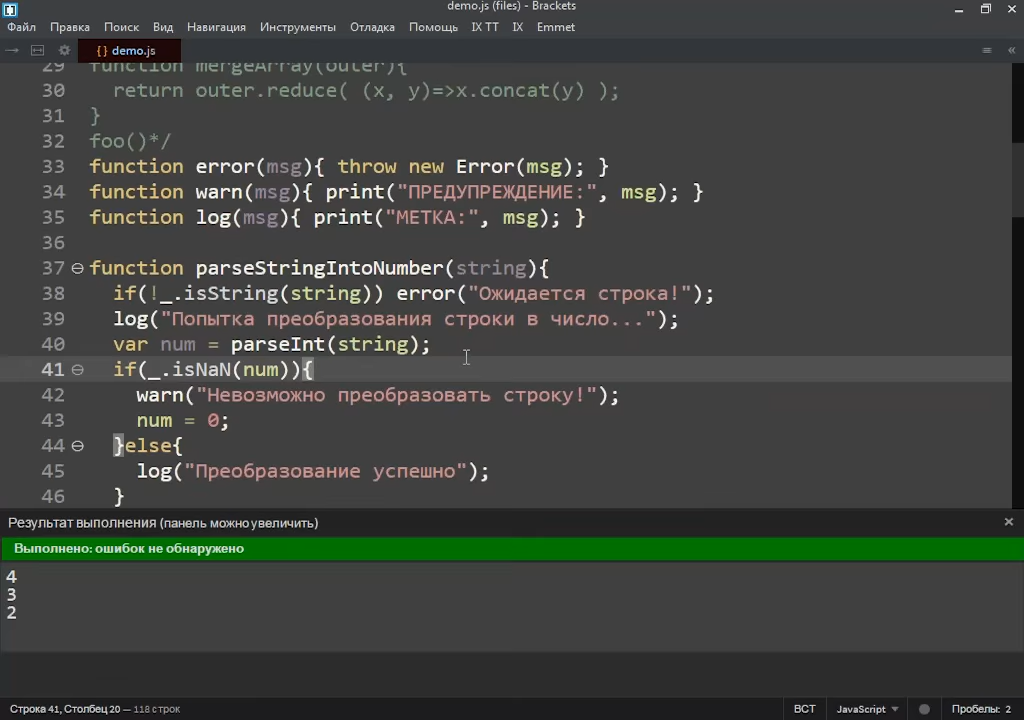 demo.js (files) - Brackets
Файл Правка Поиск Вид Навигация Инструменты Отладка Помощь IX TT IX Emmet
{} demo.js
29 function mergeArray(outer){
30 return outer.reduce( (x, y)=>x.concat(y) );
31 }
32 foo()*/
33 function error(msg){ throw new Error(msg); }
34 function warn(msg){ print("ПРЕДУПРЕЖДЕНИЕ:", msg); }
35 function log(msg){ print("МЕТКА:", msg); }
36
37 function parseStringIntoNumber(string){
38 if(!_.isString(string)) error("Ожидается строка!");
39 log("Попытка преобразования строки в число...");
40 var num = parseInt(string);
41 if(_.isNaN(num)){
42 warn("Невозможно преобразовать строку!");
43 num = 0;
44 }else{
45 log("Преобразование успешно");
46 }
Результат выполнения (панель можно увеличить)
Выполнено: ошибок не обнаружено
4
3
2
Строка 41, Столбец 20 — 118 строк ВСТ JavaScript Пробелы: 2